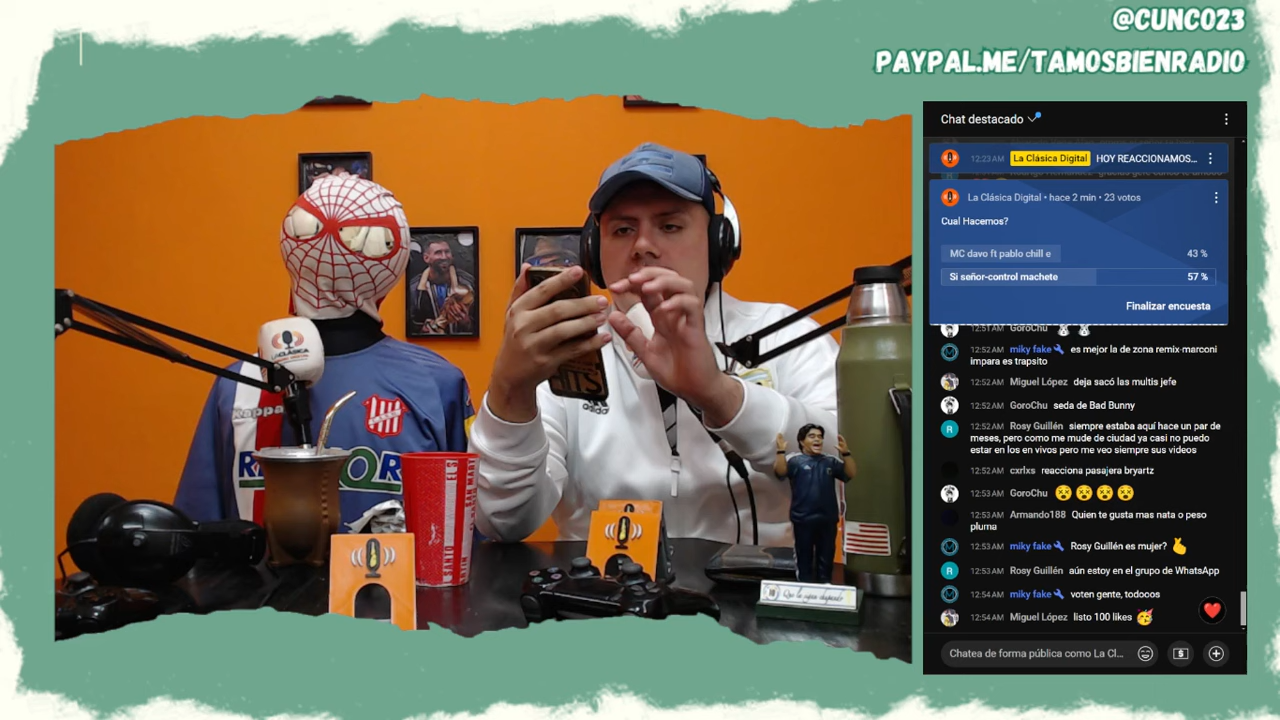 @CUNCO23
PAYPAL.ME/TAMOSBIENRADIO
Chat destacado
12:23 AM La Clásica Digital HOY REACCIONAMOS...
La Clásica Digital • hace 2 min • 23 votos
Cual Hacemos?
MC davo ft pablo chill e 43 %
Si señor-control machete 57 %
Finalizar encuesta
12:51 AM GoroChu
12:52 AM miky fake es mejor la de zona remix-marconi
impara es trapsito
12:52 AM Miguel López deja sacó las multis jefe
12:52 AM GoroChu seda de Bad Bunny
12:52 AM Rosy Guillén siempre estaba aquí hace un par de
meses, pero como me mude de ciudad ya casi no puedo
estar en los en vivos pero me veo siempre sus videos
12:52 AM cxrlxs reacciona pasajera bryartz
12:53 AM GoroChu 😵 😵 😵 😵
12:53 AM Armando188 Quien te gusta mas nata o peso
pluma
12:53 AM miky fake Rosy Guillén es mujer?
12:53 AM Rosy Guillén aún estoy en el grupo de WhatsApp
12:54 AM miky fake voten gente, todooos
12:54 AM Miguel López listo 100 likes 🥳
Chatea de forma pública como La Cl...
LA CLÁSICA
Kappa
adidas